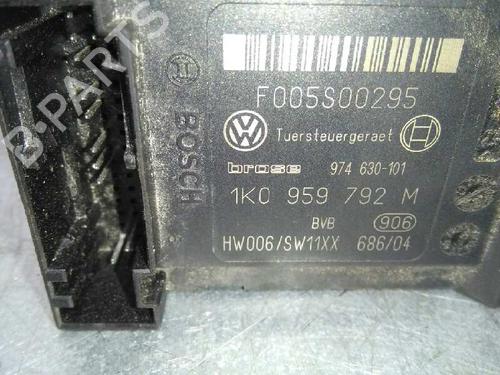 B-PARTS
BOSCH
F005S00295
Tuersteuergeraet
brose 974 630-101
1K0 959 792 M
BVB 906
HW006/SW11XX 686/04